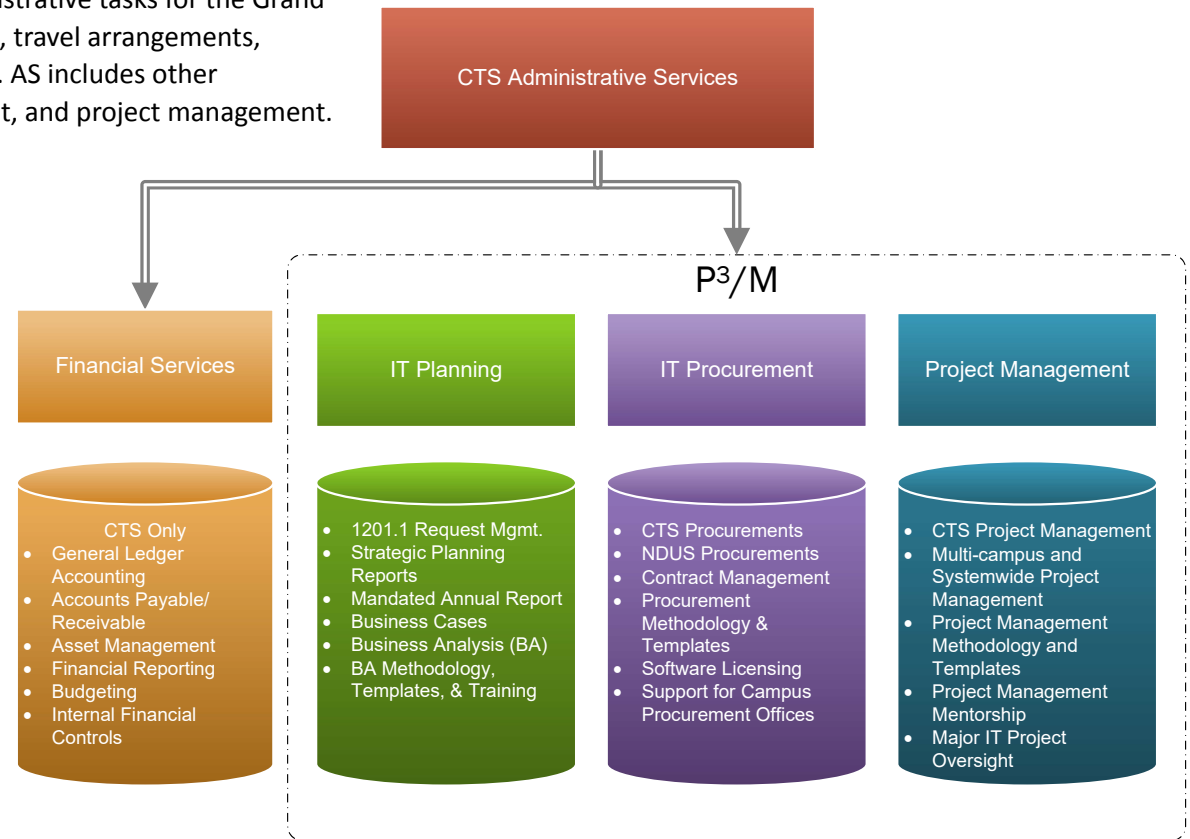 istrative tasks for the Grand
, travel arrangements,
. AS includes other
t, and project management.
CTS Administrative Services
P³/M
Financial Services
IT Planning
IT Procurement
Project Management
CTS Only
• General Ledger
Accounting
• Accounts Payable/
Receivable
• Asset Management
• Financial Reporting
• Budgeting
• Internal Financial
Controls
• 1201.1 Request Mgmt.
• Strategic Planning
Reports
• Mandated Annual Report
• Business Cases
• Business Analysis (BA)
• BA Methodology,
Templates, & Training
• CTS Procurements
• NDUS Procurements
• Contract Management
• Procurement
Methodology &
Templates
• Software Licensing
• Support for Campus
Procurement Offices
• CTS Project Management
• Multi-campus and
Systemwide Project
Management
• Project Management
Methodology and
Templates
• Project Management
Mentorship
• Major IT Project
Oversight